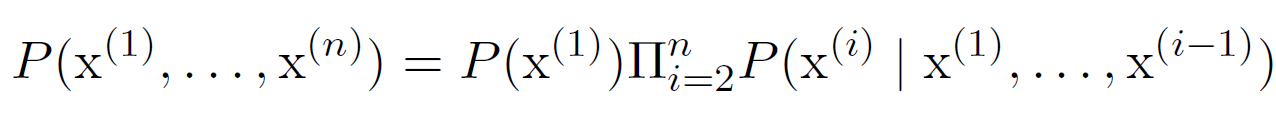 P(x^{(1)}, . . . , x^{(n)}) = P(x^{(1)})Π_{i=2}^{n}P(x^{(i)} | x^{(1)}, . . . , x^{(i−1)})